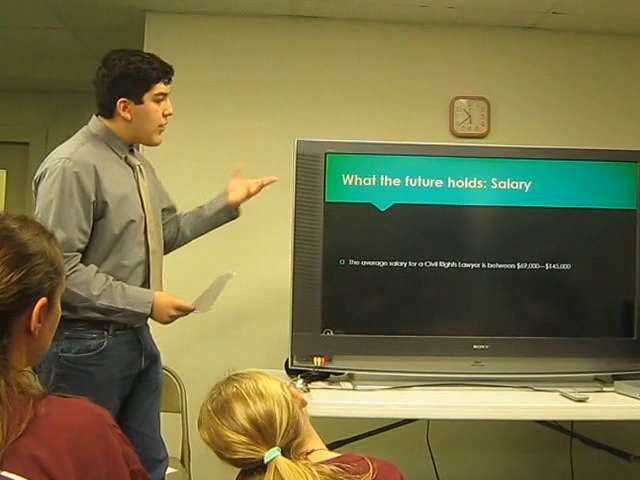 What the future holds: Salary
The average salary for a Civil Rights Lawyer is between $69,000—$145,000
SONY